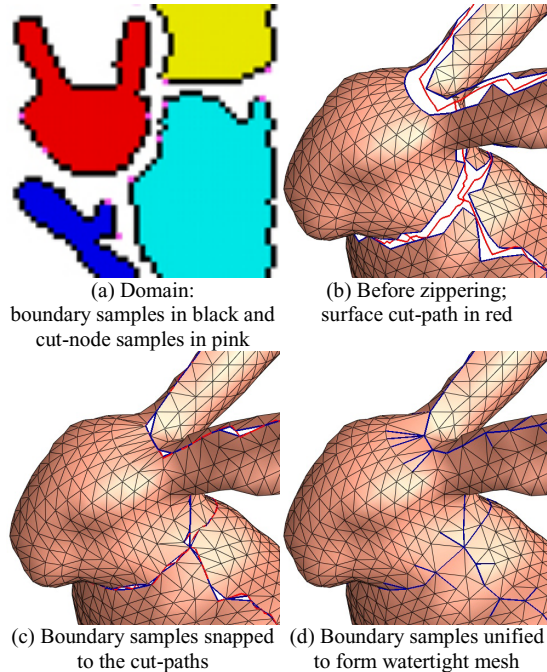 (a) Domain:
boundary samples in black and
cut-node samples in pink
(b) Before zippering;
surface cut-path in red
(c) Boundary samples snapped
to the cut-paths
(d) Boundary samples unified
to form watertight mesh